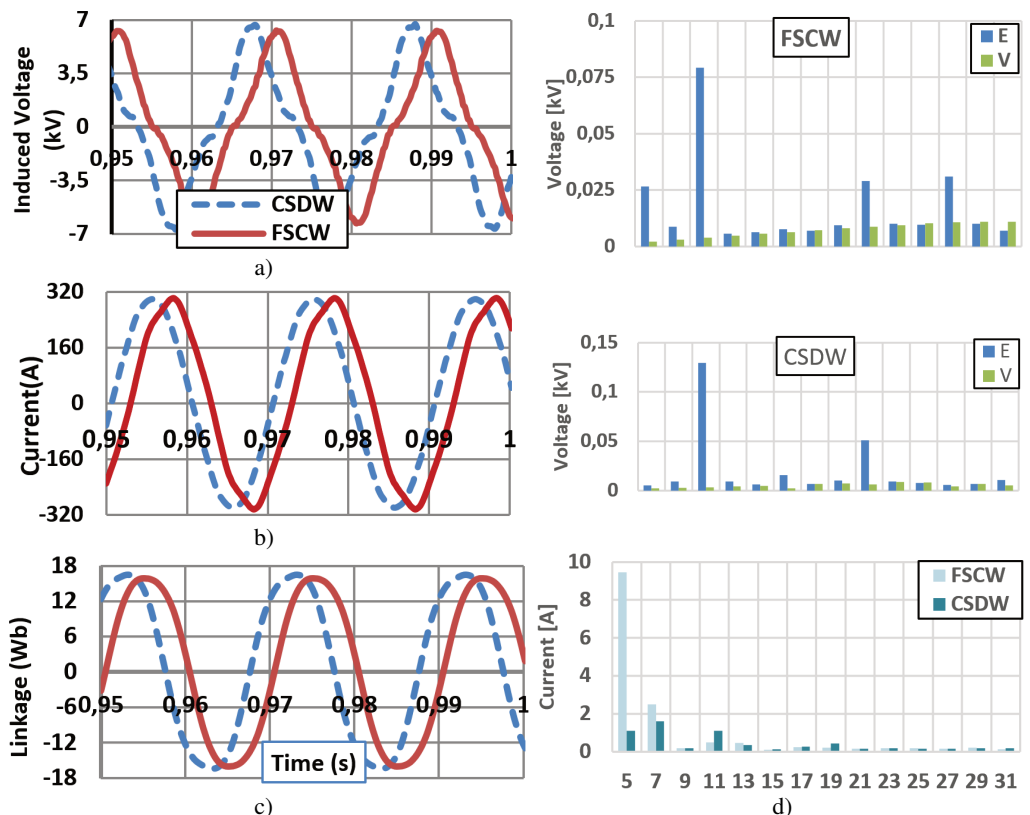 Induced Voltage
(kV)
7
3,5
0
-3,5
-7
0,95
0,96
0,97
0,98
0,99
1
CSDW
FSCW
a)
Current(A)
320
160
0
-160
-320
0,95
0,96
0,97
0,98
0,99
1
b)
Linkage (Wb)
18
12
6
0
-6
-12
-18
0,95
0,96
0,97
0,98
0,99
1
Time (s)
c)
Voltage [kV]
0,1
0,075
0,05
0,025
0
FSCW
E
V
Voltage [kV]
0,15
0,1
0,05
0
CSDW
E
V
Current [A]
10
8
6
4
2
0
FSCW
CSDW
5 7 9 11 13 15 17 19 21 23 25 27 29 31
d)